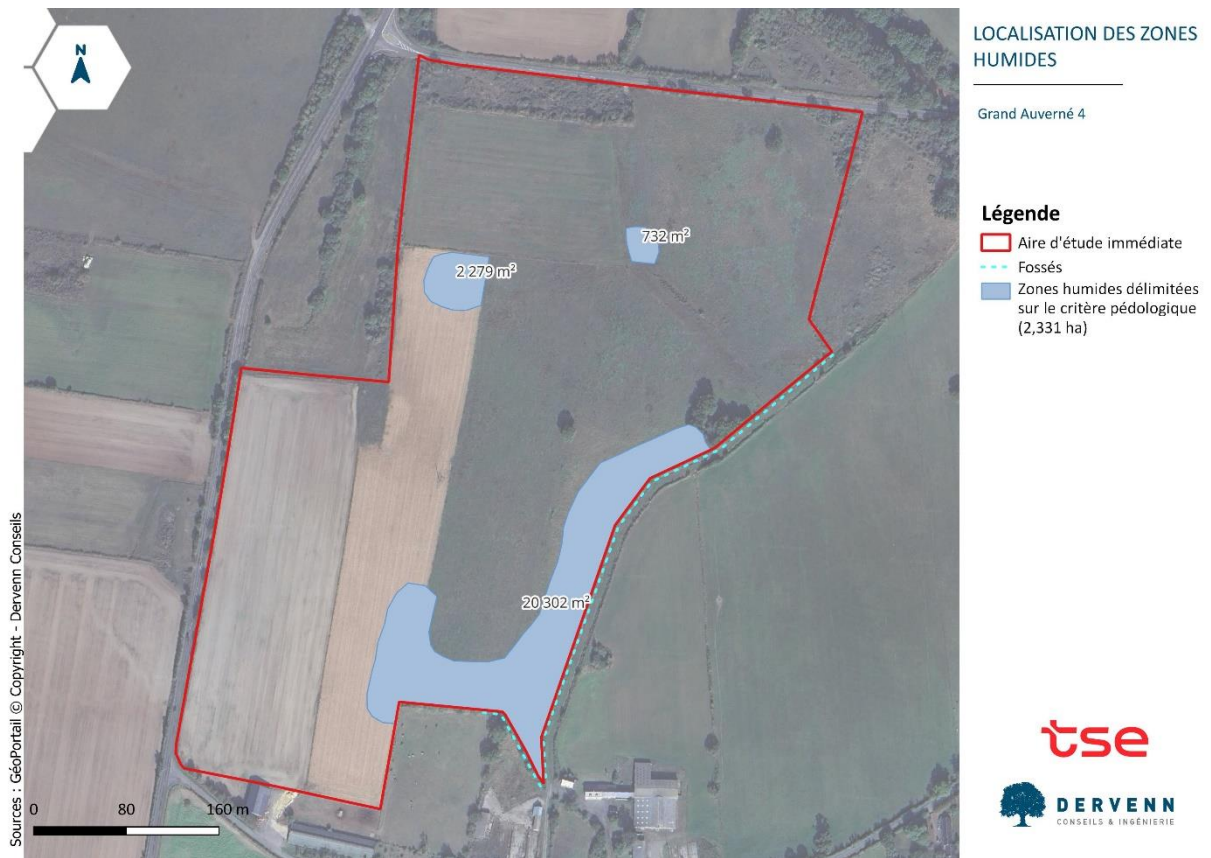 N
LOCALISATION DES ZONES
HUMIDES
Grand Auverné 4
Légende
Aire d'étude immédiate
Fossés
Zones humides délimitées
sur le critère pédologique
(2,331 ha)
732 m²
2 279 m²
20 302 m²
Sources : GéoPortail © Copyright - Dervenn Conseils
0 80 160 m
tse
DERVENN
CONSEILS & INGÉNIERIE